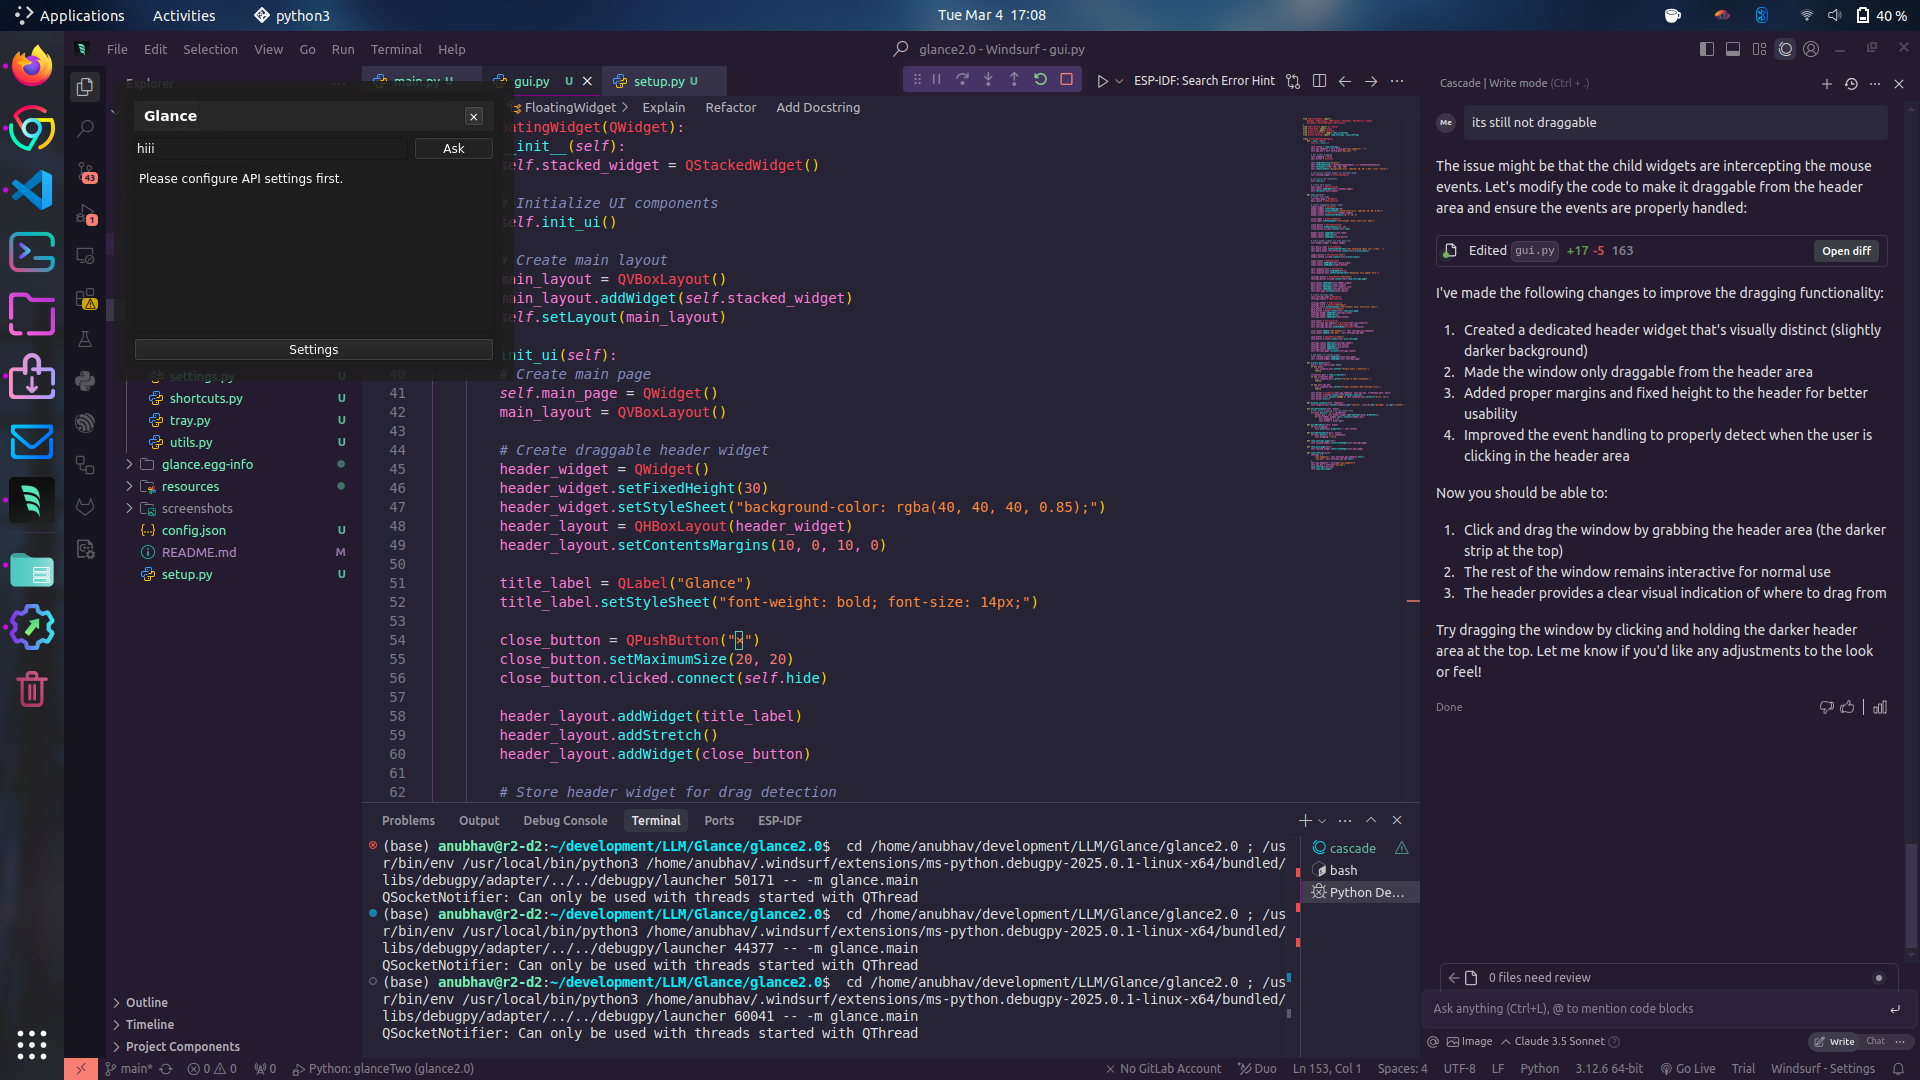 Applications
Activities
python3
Tue Mar 4 17:08
40 %
File Edit Selection View Go Run Terminal Help
glance2.0 - Windsurf - gui.py
Explorer
main.py U
gui.py U
setup.py U
ESP-IDF: Search Error Hint
FloatingWidget > Explain Refactor Add Docstring
Glance
×
hiii
Ask
Please configure API settings first.
Settings
43
1
settings.py U
shortcuts.py U
tray.py U
utils.py U
glance.egg-info
resources
screenshots
config.json U
README.md M
setup.py U
Outline
Timeline
Project Components
atingWidget(QWidget):
_init__(self):
elf.stacked_widget = QStackedWidget()
Initialize UI components
elf.init_ui()
Create main layout
ain_layout = QVBoxLayout()
ain_layout.addWidget(self.stacked_widget)
elf.setLayout(main_layout)
nit_ui(self):
40 # Create main page
41 self.main_page = QWidget()
42 main_layout = QVBoxLayout()
43
44 # Create draggable header widget
45 header_widget = QWidget()
46 header_widget.setFixedHeight(30)
47 header_widget.setStyleSheet("background-color: rgba(40, 40, 40, 0.85);")
48 header_layout = QHBoxLayout(header_widget)
49 header_layout.setContentsMargins(10, 0, 10, 0)
50
51 title_label = QLabel("Glance")
52 title_label.setStyleSheet("font-weight: bold; font-size: 14px;")
53
54 close_button = QPushButton("×")
55 close_button.setMaximumSize(20, 20)
56 close_button.clicked.connect(self.hide)
57
58 header_layout.addWidget(title_label)
59 header_layout.addStretch()
60 header_layout.addWidget(close_button)
61
62 # Store header widget for drag detection
Problems Output Debug Console Terminal Ports ESP-IDF
(base) anubhav@r2-d2:~/development/LLM/Glance/glance2.0$ cd /home/anubhav/development/LLM/Glance/glance2.0 ; /us
r/bin/env /usr/local/bin/python3 /home/anubhav/.windsurf/extensions/ms-python.debugpy-2025.0.1-linux-x64/bundled/
libs/debugpy/adapter/../../debugpy/launcher 50171 -- -m glance.main
QSocketNotifier: Can only be used with threads started with QThread
(base) anubhav@r2-d2:~/development/LLM/Glance/glance2.0$ cd /home/anubhav/development/LLM/Glance/glance2.0 ; /us
r/bin/env /usr/local/bin/python3 /home/anubhav/.windsurf/extensions/ms-python.debugpy-2025.0.1-linux-x64/bundled/
libs/debugpy/adapter/../../debugpy/launcher 44377 -- -m glance.main
QSocketNotifier: Can only be used with threads started with QThread
(base) anubhav@r2-d2:~/development/LLM/Glance/glance2.0$ cd /home/anubhav/development/LLM/Glance/glance2.0 ; /us
r/bin/env /usr/local/bin/python3 /home/anubhav/.windsurf/extensions/ms-python.debugpy-2025.0.1-linux-x64/bundled/
libs/debugpy/adapter/../../debugpy/launcher 60041 -- -m glance.main
QSocketNotifier: Can only be used with threads started with QThread
cascade
bash
Python De...
Cascade | Write mode (Ctrl + .)
Me its still not draggable
The issue might be that the child widgets are intercepting the mouse
events. Let's modify the code to make it draggable from the header
area and ensure the events are properly handled:
Edited gui.py +17 -5 163 Open diff
I've made the following changes to improve the dragging functionality:
1. Created a dedicated header widget that's visually distinct (slightly
darker background)
2. Made the window only draggable from the header area
3. Added proper margins and fixed height to the header for better
usability
4. Improved the event handling to properly detect when the user is
clicking in the header area
Now you should be able to:
1. Click and drag the window by grabbing the header area (the darker
strip at the top)
2. The rest of the window remains interactive for normal use
3. The header provides a clear visual indication of where to drag from
Try dragging the window by clicking and holding the darker header
area at the top. Let me know if you'd like any adjustments to the look
or feel!
Done
0 files need review
Ask anything (Ctrl+L), @ to mention code blocks
@ Image Claude 3.5 Sonnet Write Chat
main* 0 0 0 Python: glanceTwo (glance2.0)
No GitLab Account Duo Ln 153, Col 1 Spaces: 4 UTF-8 LF Python 3.12.6 64-bit Go Live Trial Windsurf - Settings